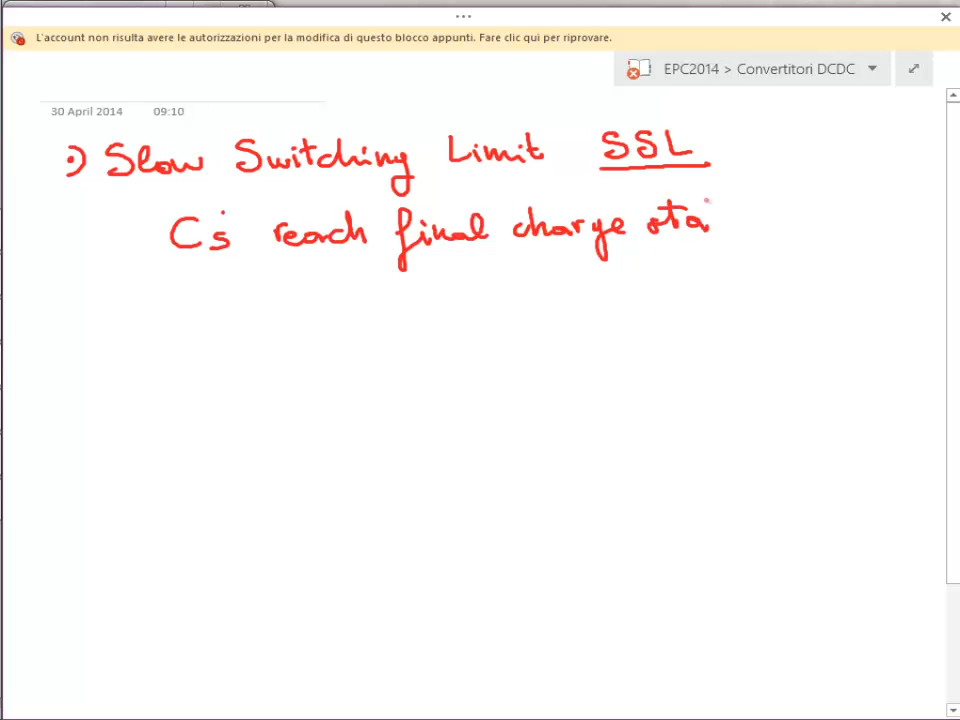 L'account non risulta avere le autorizzazioni per la modifica di questo blocco appunti. Fare clic qui per riprovare.
EPC2014 > Convertitori DCDC
30 April 2014 09:10
•) Slow Switching Limit SSL
C's reach final charge sta